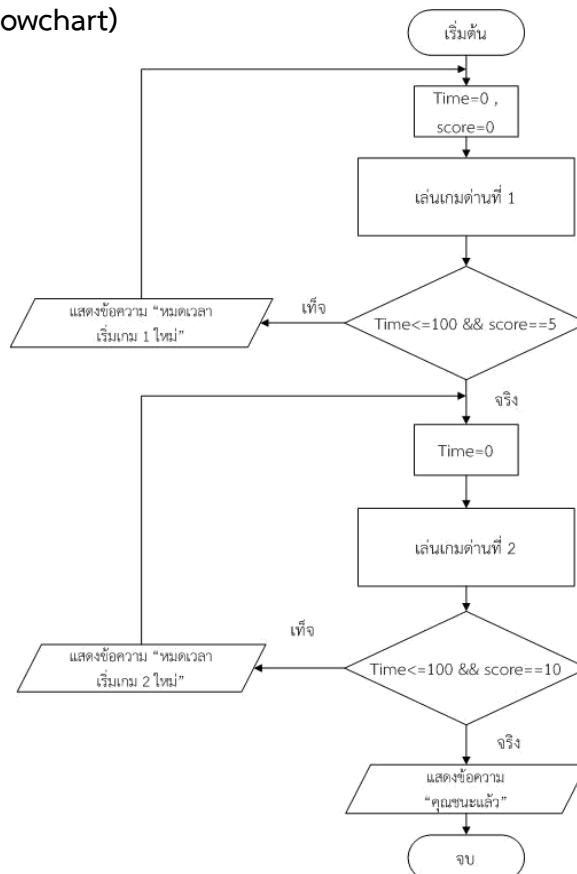 owchart)
เริ่มต้น
Time=0 ,
score=0
เล่นเกมด่านที่ 1
Time<=100 && score==5
เท็จ
แสดงข้อความ “หมดเวลา
เริ่มเกม 1 ใหม่”
จริง
Time=0
เล่นเกมด่านที่ 2
Time<=100 && score==10
เท็จ
แสดงข้อความ “หมดเวลา
เริ่มเกม 2 ใหม่”
จริง
แสดงข้อความ
“คุณชนะแล้ว”
จบ